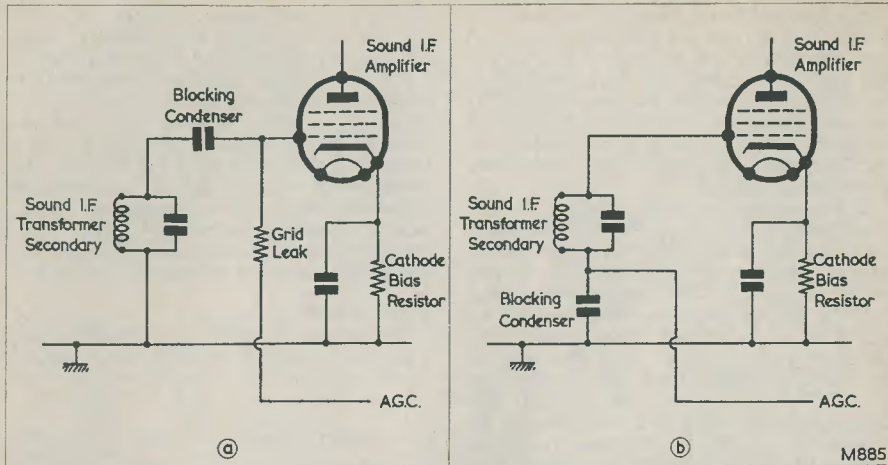 Sound I.F.
Amplifier
Blocking
Condenser
Sound I.F.
Transformer
Secondary
Grid
Leak
Cathode
Bias
Resistor
A.G.C.
a
Sound I.F.
Amplifier
Sound I.F.
Transformer
Secondary
Blocking
Condenser
Cathode
Bias
Resistor
A.G.C.
b
M885